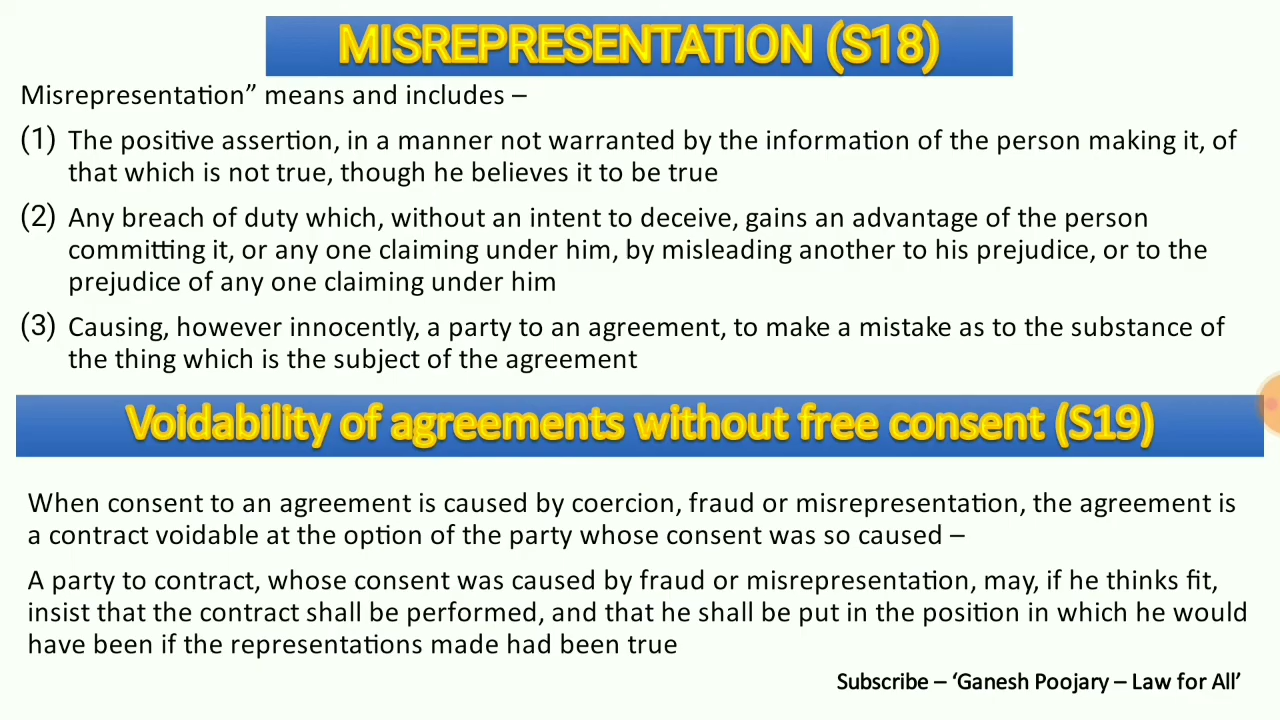 MISREPRESENTATION (S18)
Misrepresentation” means and includes –
(1) The positive assertion, in a manner not warranted by the information of the person making it, of
that which is not true, though he believes it to be true
(2) Any breach of duty which, without an intent to deceive, gains an advantage of the person
committing it, or any one claiming under him, by misleading another to his prejudice, or to the
prejudice of any one claiming under him
(3) Causing, however innocently, a party to an agreement, to make a mistake as to the substance of
the thing which is the subject of the agreement
Voidability of agreements without free consent (S19)
When consent to an agreement is caused by coercion, fraud or misrepresentation, the agreement is
a contract voidable at the option of the party whose consent was so caused –
A party to contract, whose consent was caused by fraud or misrepresentation, may, if he thinks fit,
insist that the contract shall be performed, and that he shall be put in the position in which he would
have been if the representations made had been true
Subscribe – ‘Ganesh Poojary – Law for All’